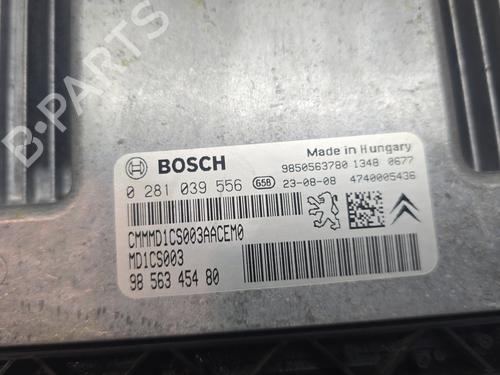 B-PARTS
BOSCH
Made in Hungary
9850563780 1348 0677
0 281 039 556 658 23-08-08 4740005436
CMMMD1CS003AACEM0
MD1CS003
98 563 454 80